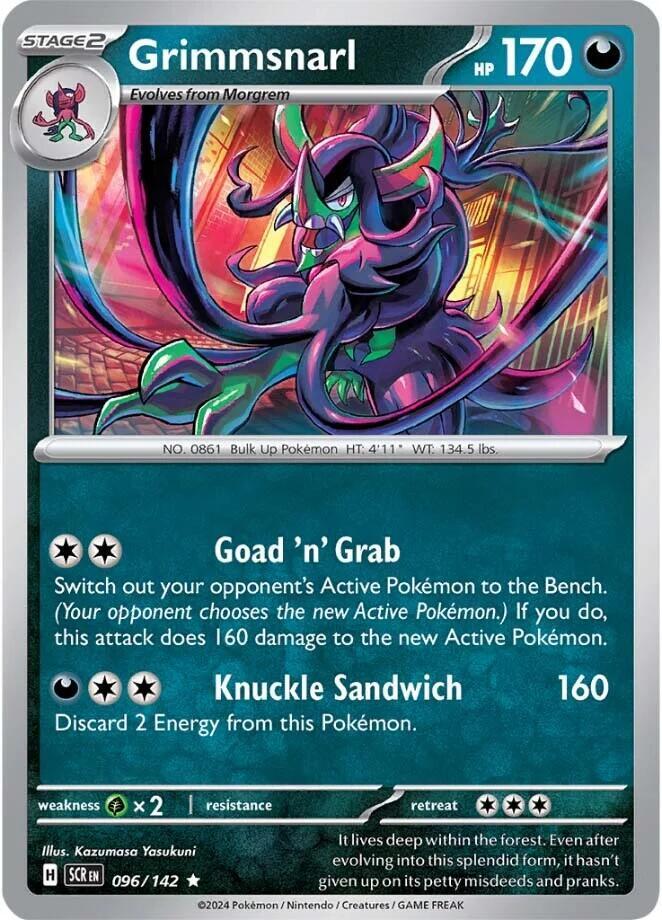 STAGE2
Grimmsnarl
HP 170
Evolves from Morgrem
NO. 0861 Bulk Up Pokémon HT: 4'11" WT: 134.5 lbs.
Goad 'n' Grab
Switch out your opponent's Active Pokémon to the Bench.
(Your opponent chooses the new Active Pokémon.) If you do,
this attack does 160 damage to the new Active Pokémon.
Knuckle Sandwich 160
Discard 2 Energy from this Pokémon.
weakness ×2 resistance retreat
Illus. Kazumasa Yasukuni
H SCR EN 096/142 ★
It lives deep within the forest. Even after
evolving into this splendid form, it hasn't
given up on its petty misdeeds and pranks.
©2024 Pokémon / Nintendo / Creatures / GAME FREAK